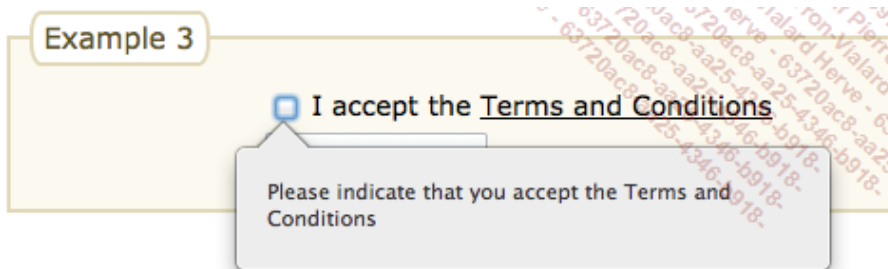 Example 3
I accept the Terms and Conditions
Please indicate that you accept the Terms and
Conditions